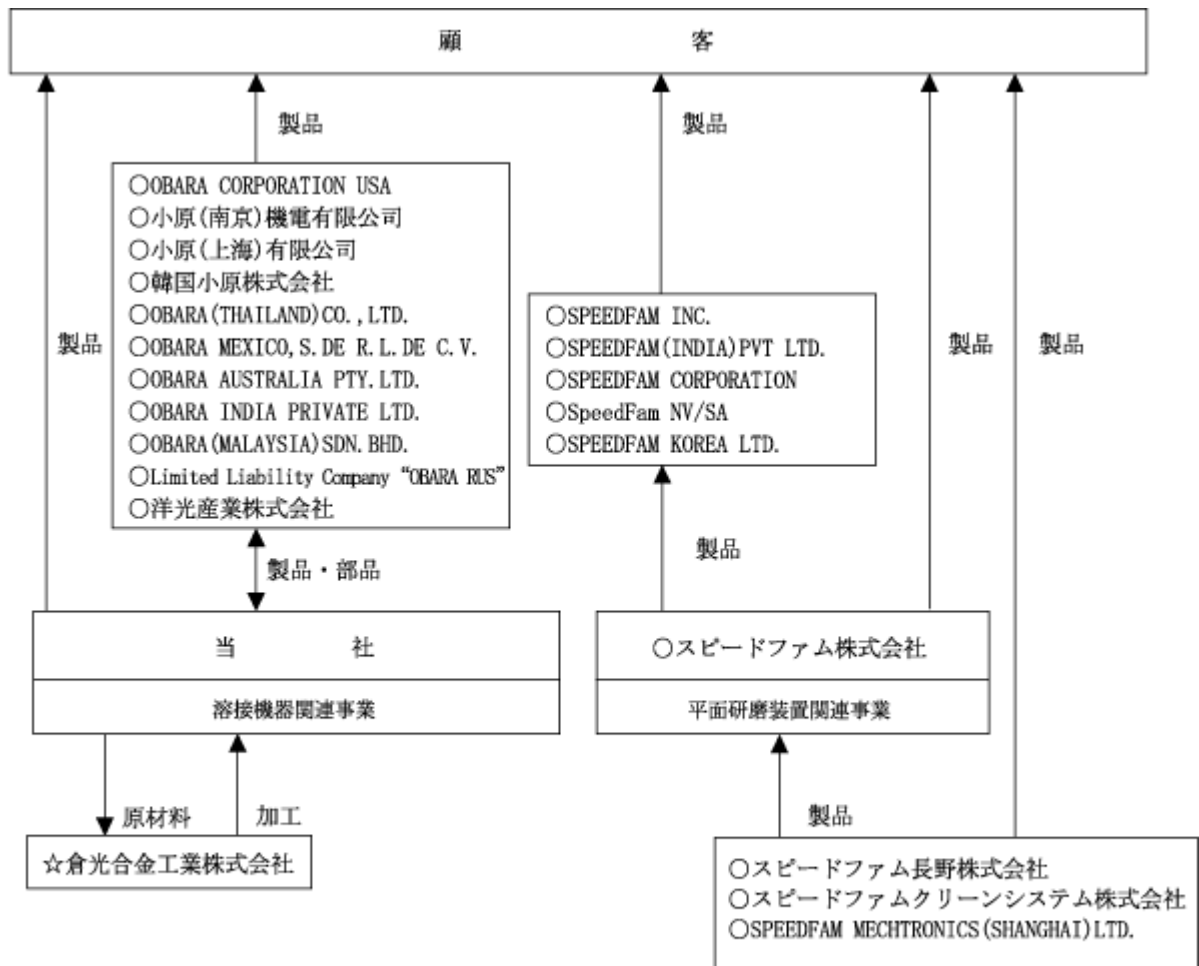 顧 客
製品
製品
○OBARA CORPORATION USA
○小原(南京)機電有限公司
○小原(上海)有限公司
○韓国小原株式会社
○OBARA(THAILAND)CO.,LTD.
○OBARA MEXICO,S.DE R.L.DE C.V.
○OBARA AUSTRALIA PTY.LTD.
○OBARA INDIA PRIVATE LTD.
○OBARA(MALAYSIA)SDN.BHD.
○Limited Liability Company “OBARA RUS”
○洋光産業株式会社
○SPEEDFAM INC.
○SPEEDFAM(INDIA)PVT LTD.
○SPEEDFAM CORPORATION
○SpeedFam NV/SA
○SPEEDFAM KOREA LTD.
製品
製品
製品
製品・部品
製品
当 社
溶接機器関連事業
○スピードファム株式会社
平面研磨装置関連事業
原材料
加工
製品
☆倉光合金工業株式会社
○スピードファム長野株式会社
○スピードファムクリーンシステム株式会社
○SPEEDFAM MECHTRONICS(SHANGHAI)LTD.